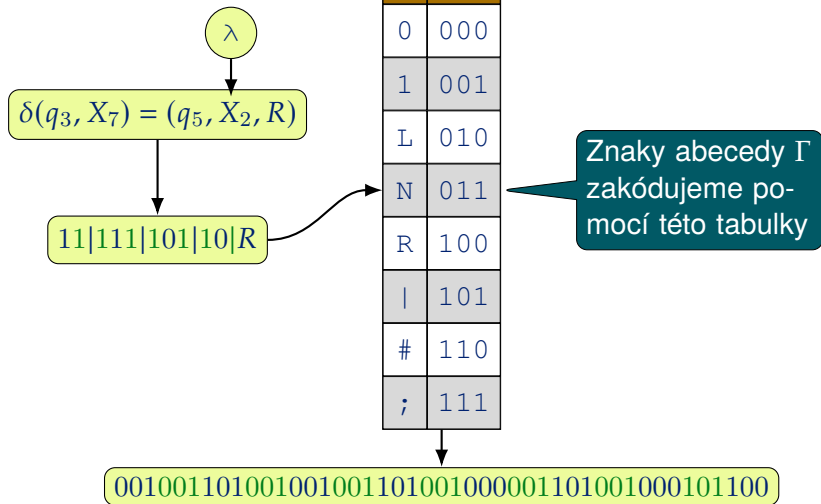 λ
δ(q₃, X₇) = (q₅, X₂, R)
11|111|101|10|R
0 000
1 001
L 010
N 011
R 100
| 101
# 110
; 111
Znaky abecedy Γ
zakódujeme po-
mocí této tabulky
001001101001001001101001000001101001000101100